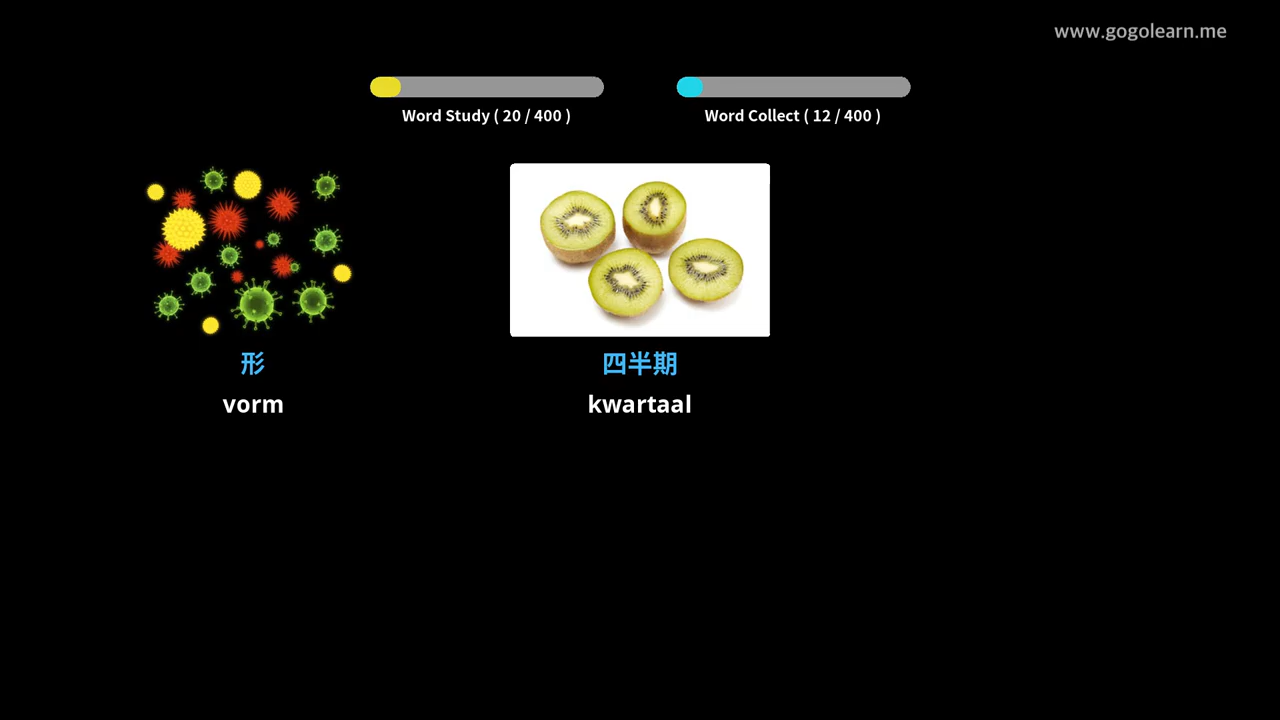 www.gogolearn.me
Word Study ( 20 / 400 )
Word Collect ( 12 / 400 )
形
四半期
vorm
kwartaal